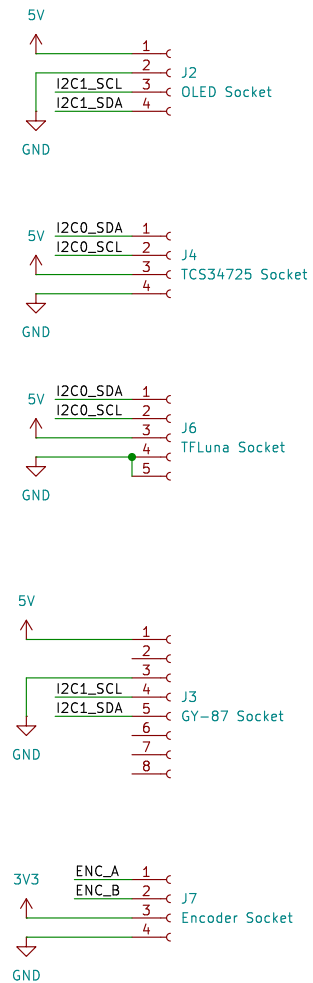 5V
1
2
J2
I2C1_SCL
3
OLED Socket
I2C1_SDA
4
GND
I2C0_SDA
1
5V
I2C0_SCL
2
J4
3
TCS34725 Socket
4
GND
I2C0_SDA
1
5V
I2C0_SCL
2
J6
3
TFLuna Socket
4
5
GND
5V
1
2
3
I2C1_SCL
4
J3
I2C1_SDA
5
GY-87 Socket
6
GND
7
8
ENC_A
1
3V3
ENC_B
2
J7
3
Encoder Socket
4
GND